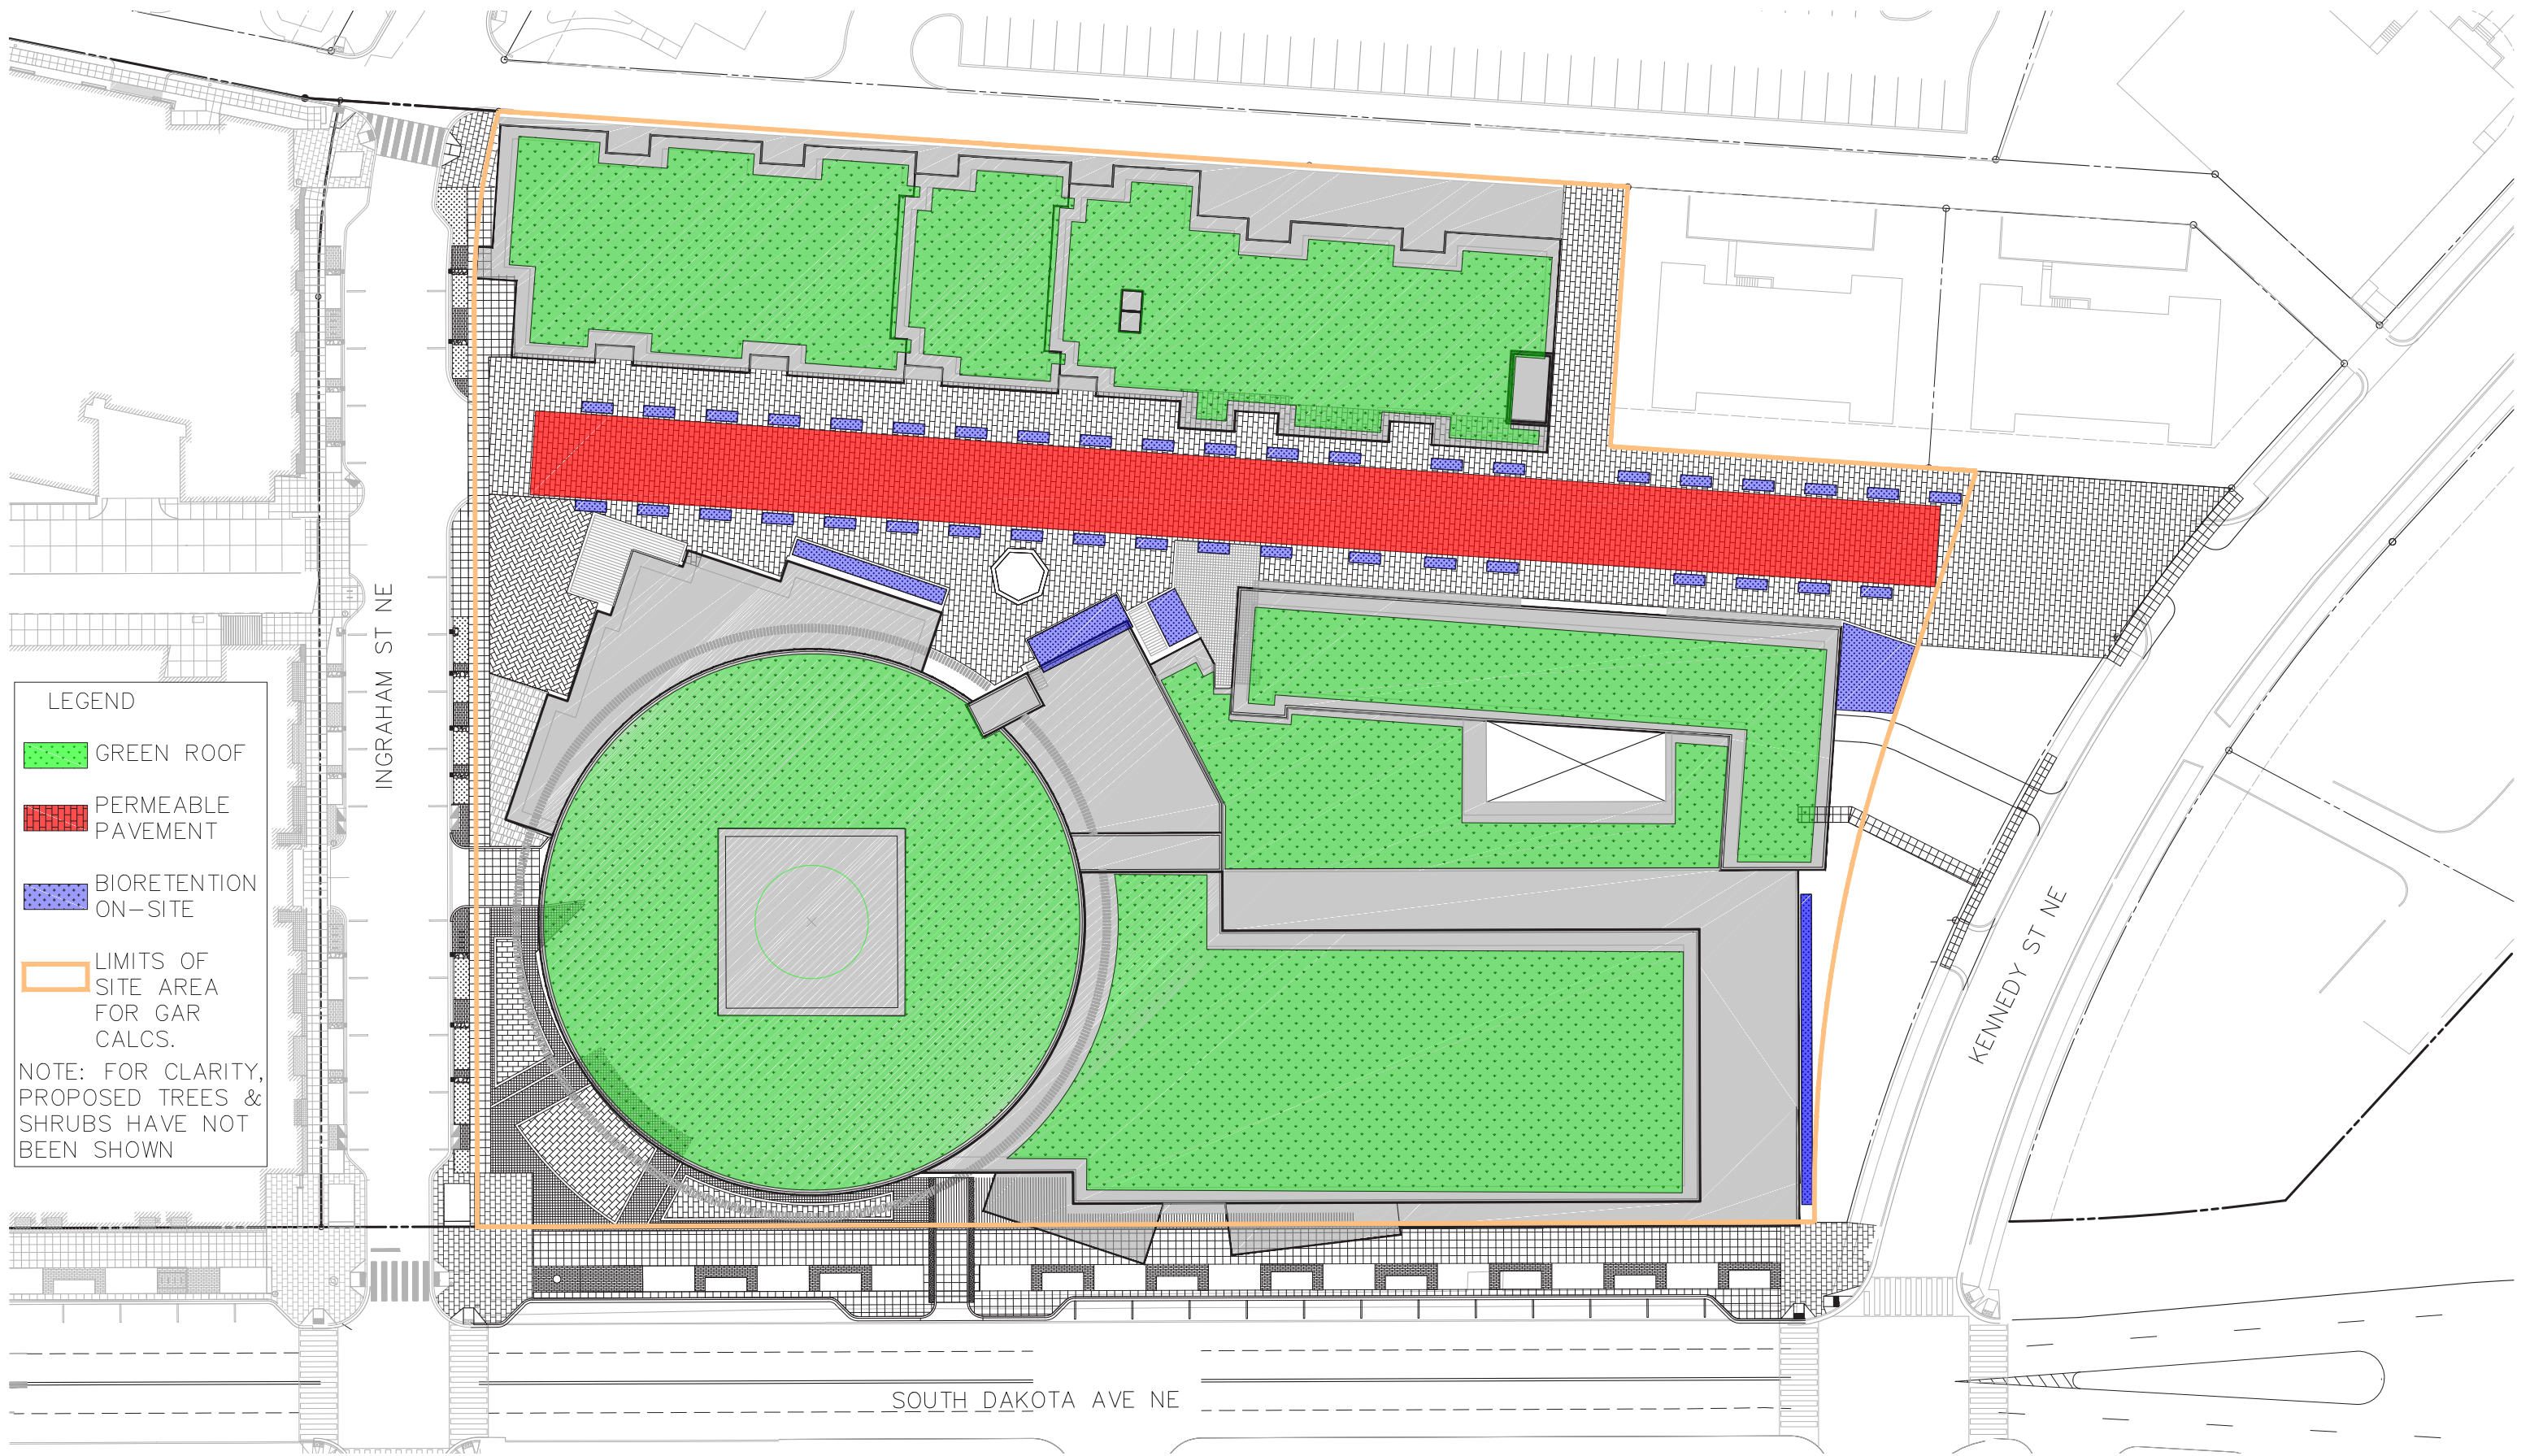 LEGEND
GREEN ROOF
PERMEABLE
PAVEMENT
BIORETENTION
ON-SITE
LIMITS OF
SITE AREA
FOR GAR
CALCS.
NOTE: FOR CLARITY,
PROPOSED TREES &
SHRUBS HAVE NOT
BEEN SHOWN
INGRAHAM ST NE
KENNEDY ST NE
SOUTH DAKOTA AVE NE